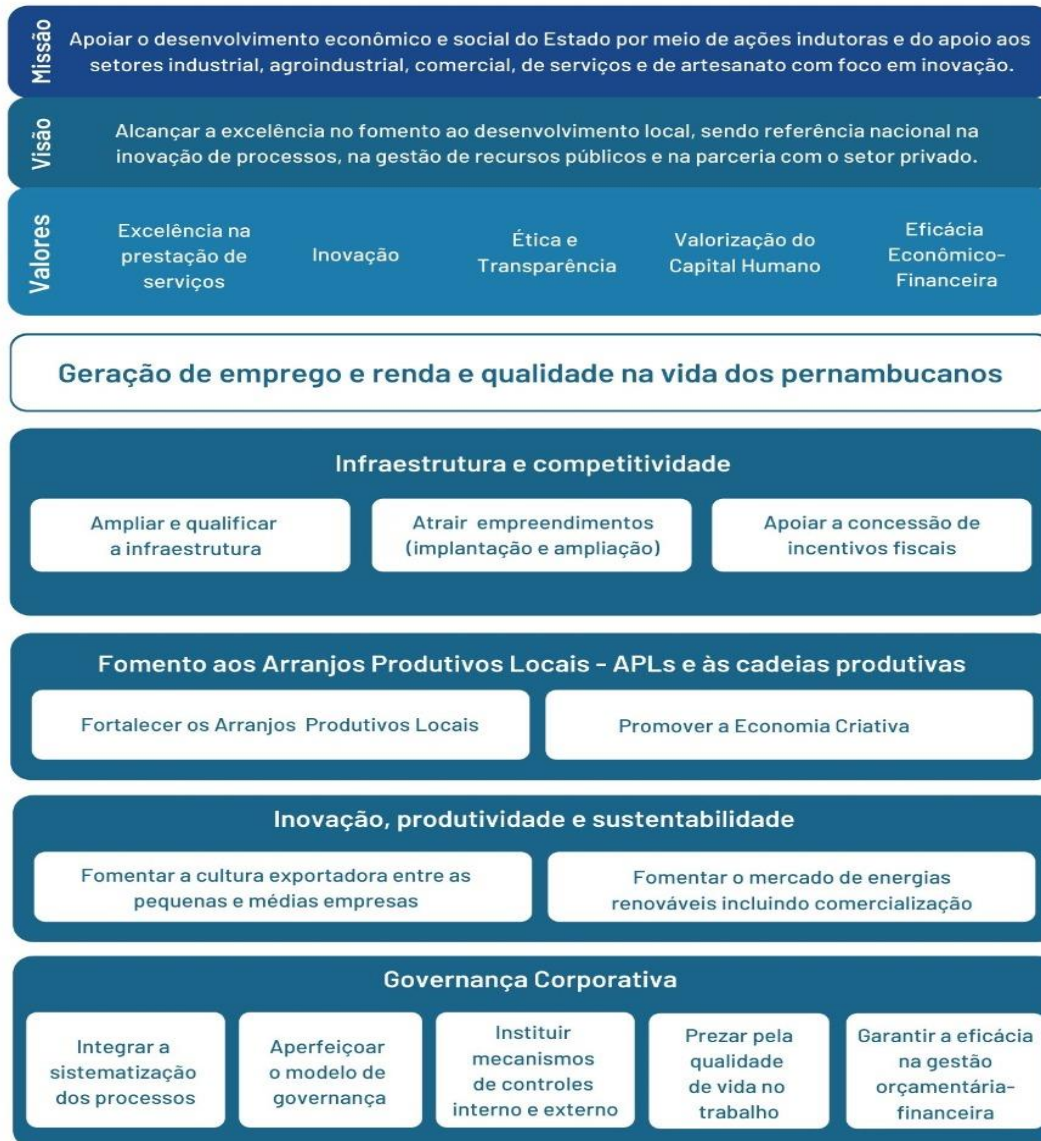 Missão
Apoiar o desenvolvimento econômico e social do Estado por meio de ações indutoras e do apoio aos
setores industrial, agroindustrial, comercial, de serviços e de artesanato com foco em inovação.
Visão
Alcançar a excelência no fomento ao desenvolvimento local, sendo referência nacional na
inovação de processos, na gestão de recursos públicos e na parceria com o setor privado.
Valores
Excelência na
prestação de
serviços
Inovação
Ética e
Transparência
Valorização do
Capital Humano
Eficácia
Econômico-
Financeira
Geração de emprego e renda e qualidade na vida dos pernambucanos
Infraestrutura e competitividade
Ampliar e qualificar
a infraestrutura
Atrair empreendimentos
(implantação e ampliação)
Apoiar a concessão de
incentivos fiscais
Fomento aos Arranjos Produtivos Locais - APLs e às cadeias produtivas
Fortalecer os Arranjos Produtivos Locais
Promover a Economia Criativa
Inovação, produtividade e sustentabilidade
Fomentar a cultura exportadora entre as
pequenas e médias empresas
Fomentar o mercado de energias
renováveis incluindo comercialização
Governança Corporativa
Integrar a
sistematização
dos processos
Aperfeiçoar
o modelo de
governança
Instituir
mecanismos
de controles
interno e externo
Prezar pela
qualidade
de vida no
trabalho
Garantir a eficácia
na gestão
orçamentária-
financeira